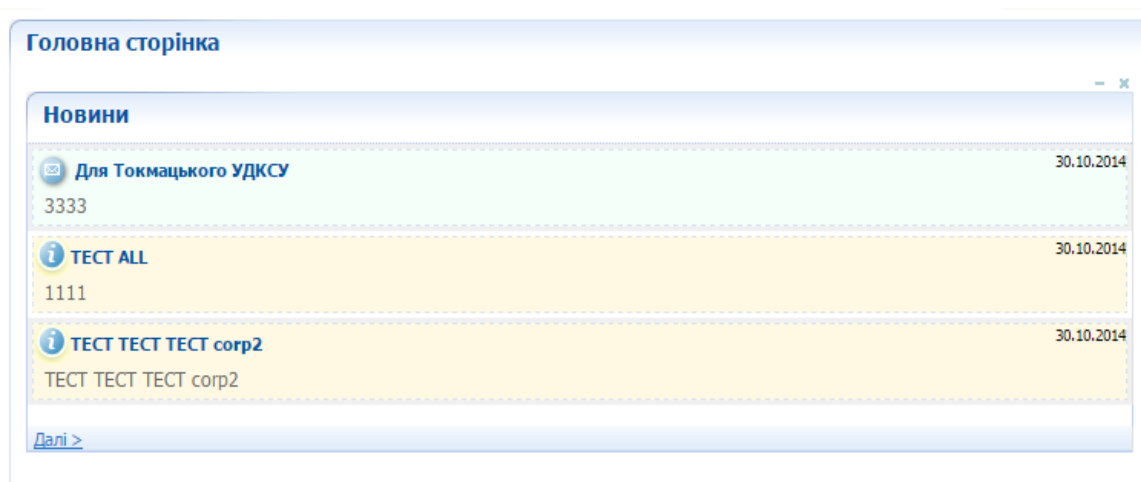 Головна сторінка
Новини
Для Токмацького УДКСУ
30.10.2014
3333
ТЕСТ ALL
30.10.2014
1111
ТЕСТ ТЕСТ ТЕСТ corp2
30.10.2014
ТЕСТ ТЕСТ ТЕСТ corp2
Далі >